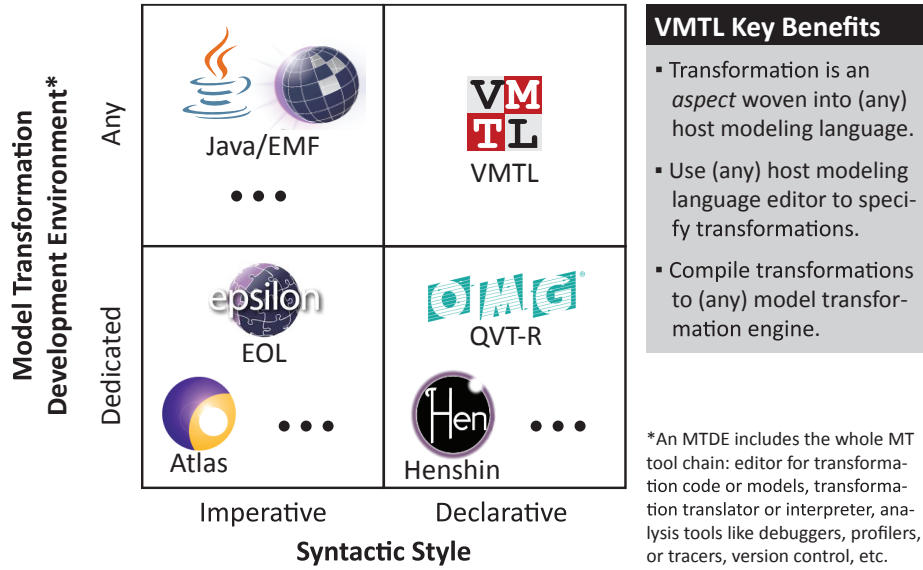 Model Transformation
Development Environment*
Any
Dedicated
Java/EMF
•••
VM
TL
VMTL
epsilon
EOL
Atlas
•••
OMG®
QVT-R
Hen
Henshin
•••
Imperative
Declarative
Syntactic Style
VMTL Key Benefits
▪ Transformation is an
aspect woven into (any)
host modeling language.
▪ Use (any) host modeling
language editor to speci-
fy transformations.
▪ Compile transformations
to (any) model transfor-
mation engine.
*An MTDE includes the whole MT
tool chain: editor for transforma-
tion code or models, transforma-
tion translator or interpreter, ana-
lysis tools like debuggers, profilers,
or tracers, version control, etc.